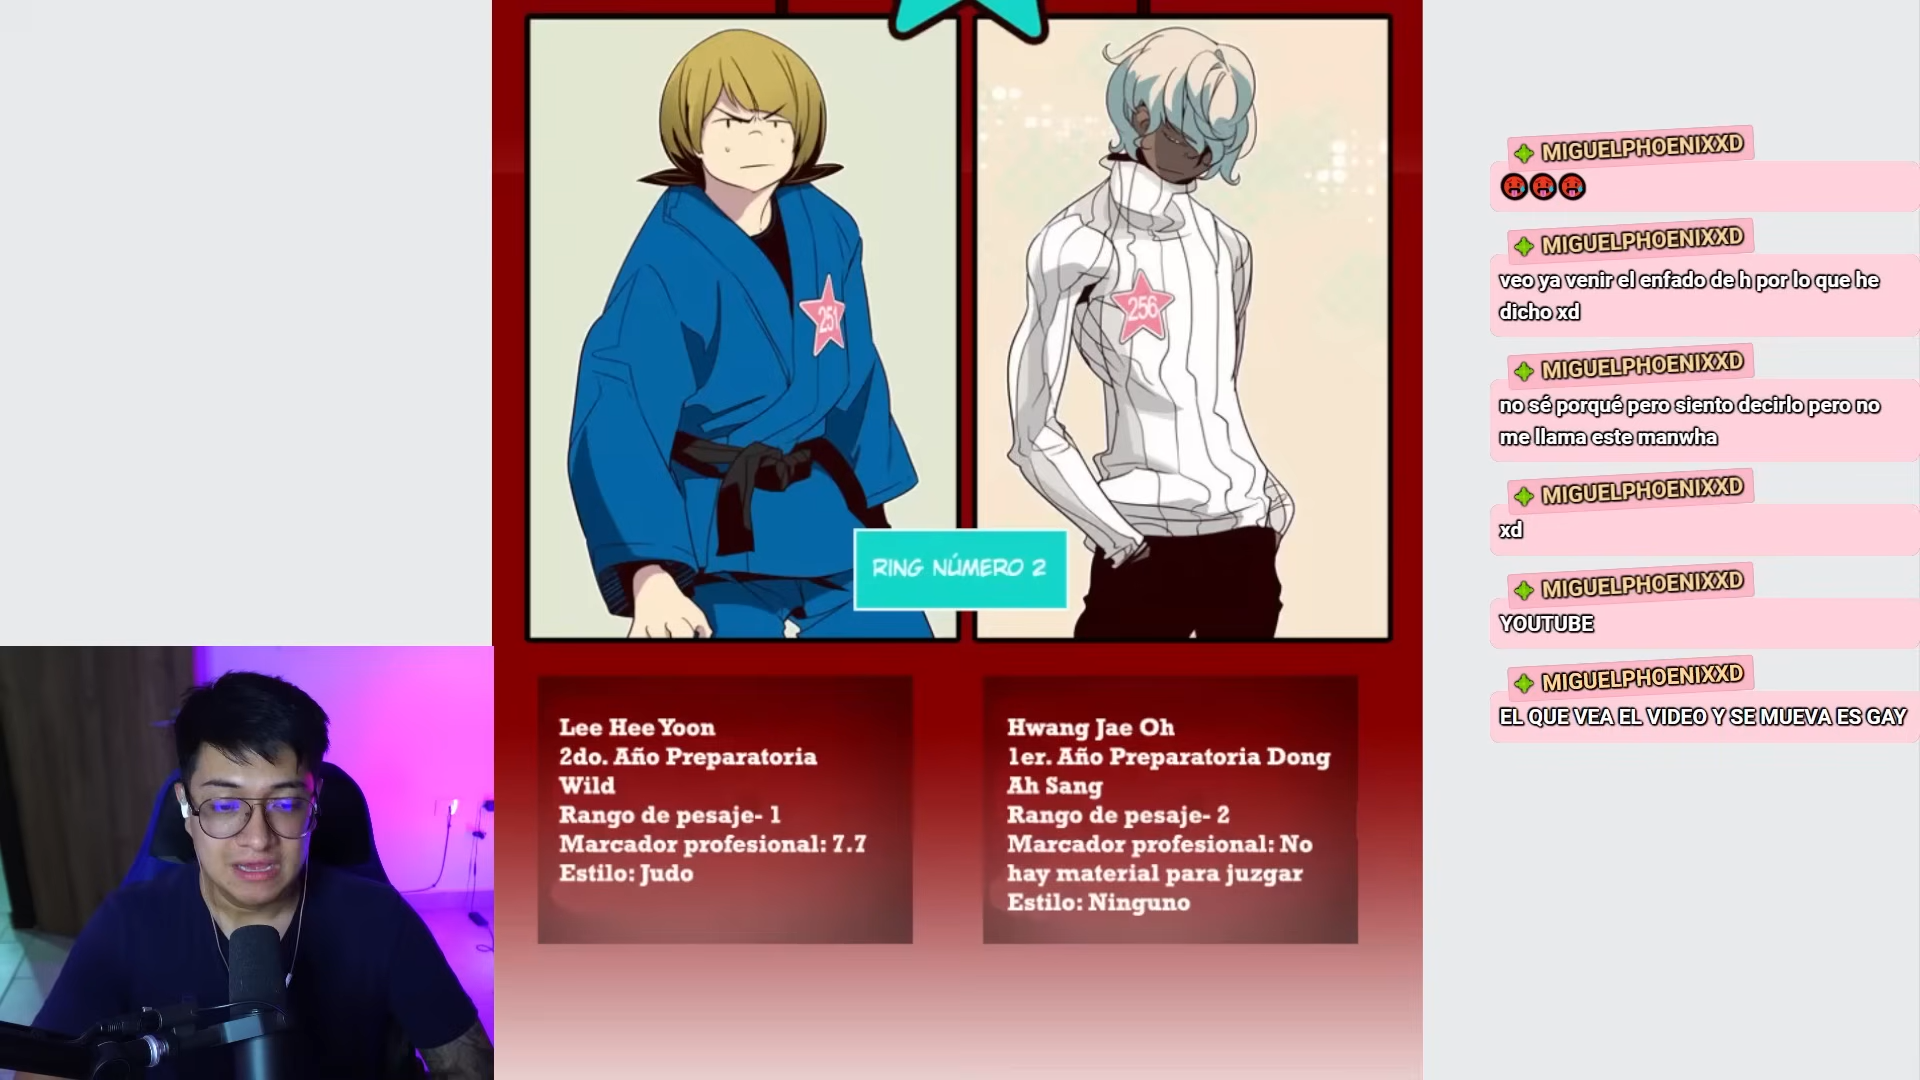 251
256
RING NÚMERO 2
Lee Hee Yoon
2do. Año Preparatoria
Wild
Rango de pesaje- 1
Marcador profesional: 7.7
Estilo: Judo
Hwang Jae Oh
1er. Año Preparatoria Dong
Ah Sang
Rango de pesaje- 2
Marcador profesional: No
hay material para juzgar
Estilo: Ninguno
MIGUELPHOENIXXD
MIGUELPHOENIXXD
veo ya venir el enfado de h por lo que he
dicho xd
MIGUELPHOENIXXD
no sé porqué pero siento decirlo pero no
me llama este manwha
MIGUELPHOENIXXD
xd
MIGUELPHOENIXXD
YOUTUBE
MIGUELPHOENIXXD
EL QUE VEA EL VIDEO Y SE MUEVA ES GAY